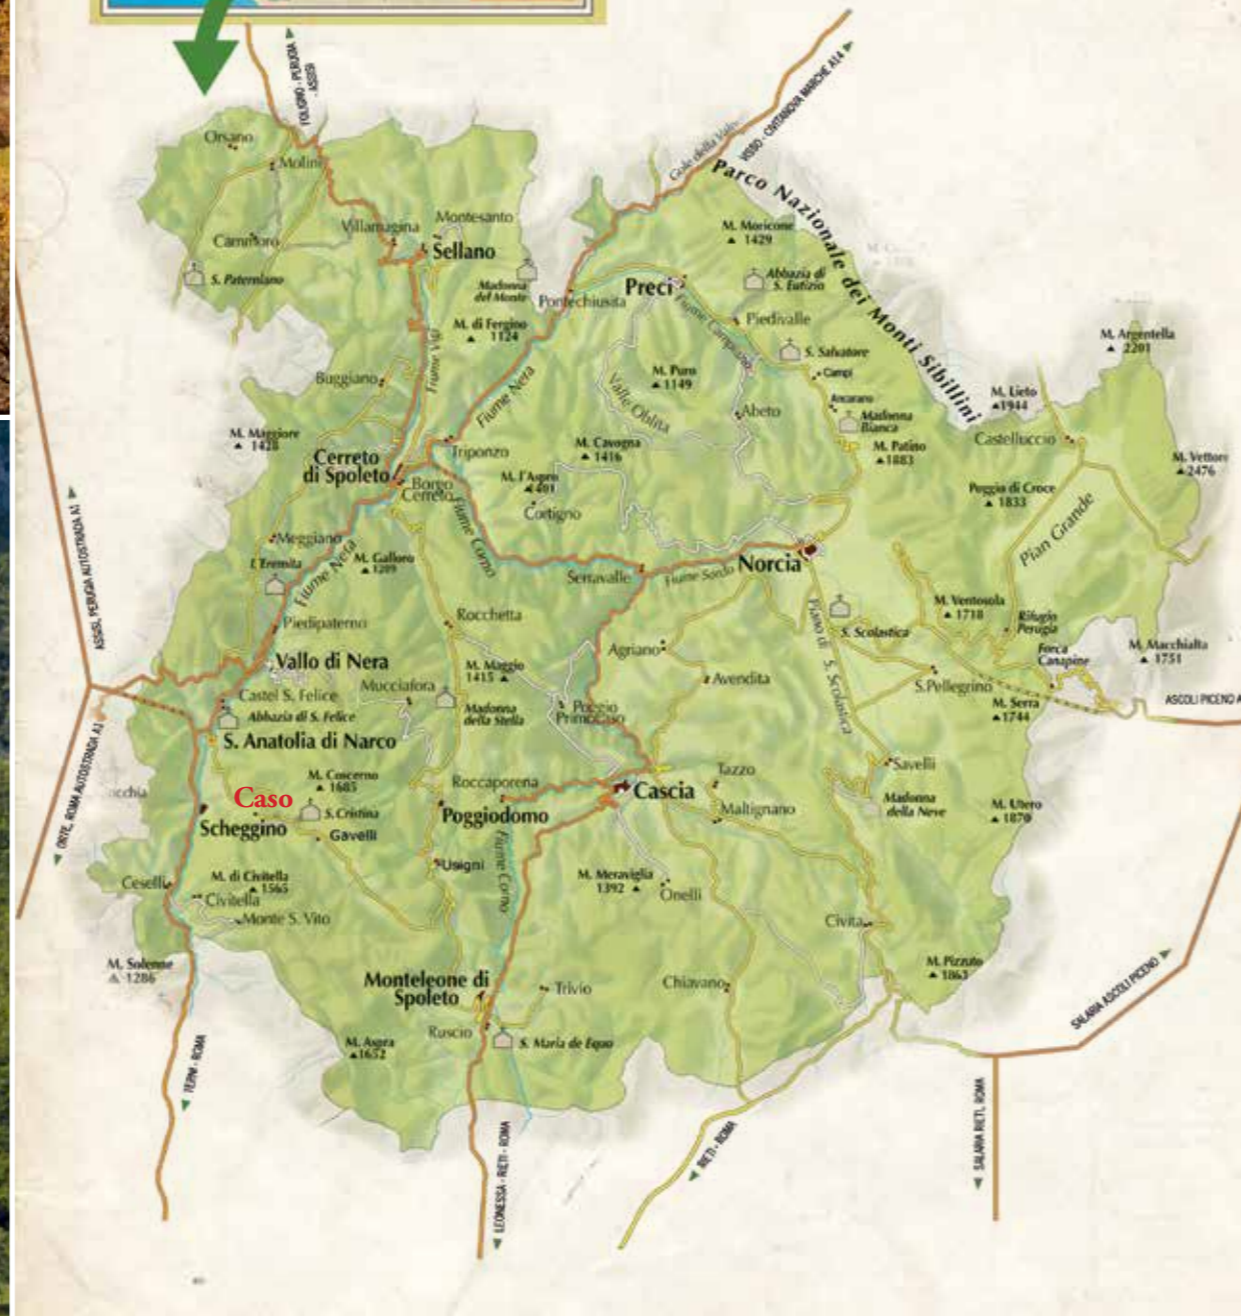 FOLIGNO - PERUGIA
ASSISI
VISSO - CIVITANOVA MARCHE A14
Gole della Valn
Parco Nazionale dei Monti Sibillini
Orsano
Molini
Villamagina
Montesanto
Sellano
Cammoro
S. Paterniano
Madonna
del Monte
Pontechiusita
Preci
M. Moricone
1429
Abbazia di
S. Eutizio
Fiume Campiano
Piedivalle
M. di Fergino
1124
Fiume Vigi
S. Salvatore
Campi
M. Argentella
2201
Buggiano
Fiume Nera
M. Puro
1149
Valle Oblita
Abeto
Ancarano
Madonna
Bianca
M. Lieto
1944
Castelluccio
M. Maggiore
1428
Triponzo
M. Cavogna
1416
M. Patino
1883
M. Vettore
2476
Cerreto
di Spoleto
Borgo
Cerreto
M. l'Aspro
1401
Cortigno
Poggio di Croce
1833
Pian Grande
Fiume Corno
ASSISI, PERUGIA AUTOSTRADA A1
Meggiano
L'Eremita
Fiume Nera
M. Galloro
1209
Serravalle
Fiume Sordo
Norcia
M. Ventosola
1718
Rifugio
Perugia
Piedipaterno
Rocchetta
Piano di S. Scolastica
S. Scolastica
Forca
Canapine
M. Macchialta
1751
Agriano
Vallo di Nera
M. Maggio
1415
Avendita
S.Pellegrino
Castel S. Felice
Mucciafora
Madonna
della Stella
Poggio
Primocaso
M. Serra
1744
ASCOLI PICENO A
Abbazia di S. Felice
S. Anatolia di Narco
ORTE, ROMA AUTOSTRADA A1
Savelli
M. Coscerno
1685
Roccaporena
Tazzo
Caso
S. Cristina
Cascia
Maltignano
Madonna
della Neve
M. Utero
1870
Scheggino
Gavelli
Poggiodomo
Usigni
Fiume Corno
Ceselli
M. di Civitella
1565
Civitella
M. Meraviglia
1392
Onelli
Monte S. Vito
Civita
M. Solenne
1286
Monteleone di
Spoleto
Trivio
Chiavano
M. Pizzuto
1863
Ruscio
S. Maria de Equo
M. Aspra
1652
SALARIA ASCOLI PICENO
TERNI - ROMA
LEONESSA - RIETI - ROMA
RIETI - ROMA
SALARIA RIETI, ROMA